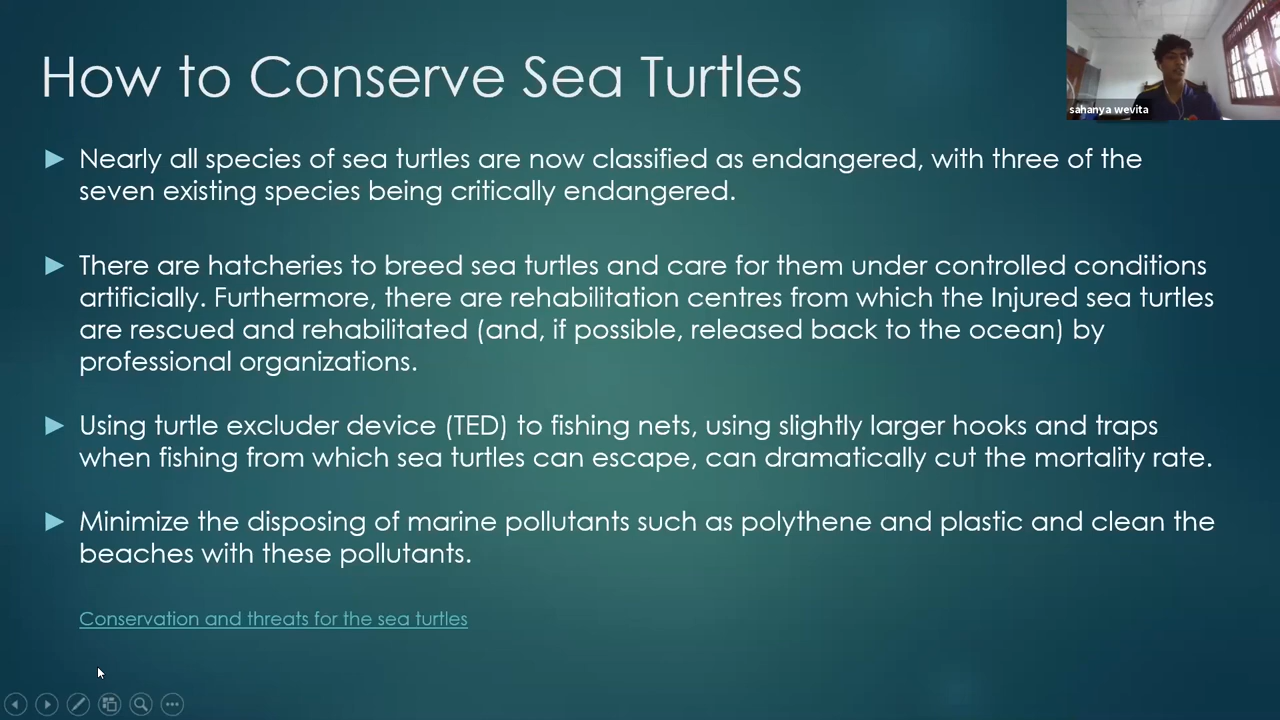 How to Conserve Sea Turtles
sahanya wevita
Nearly all species of sea turtles are now classified as endangered, with three of the
seven existing species being critically endangered.
There are hatcheries to breed sea turtles and care for them under controlled conditions
artificially. Furthermore, there are rehabilitation centres from which the Injured sea turtles
are rescued and rehabilitated (and, if possible, released back to the ocean) by
professional organizations.
Using turtle excluder device (TED) to fishing nets, using slightly larger hooks and traps
when fishing from which sea turtles can escape, can dramatically cut the mortality rate.
Minimize the disposing of marine pollutants such as polythene and plastic and clean the
beaches with these pollutants.
Conservation and threats for the sea turtles